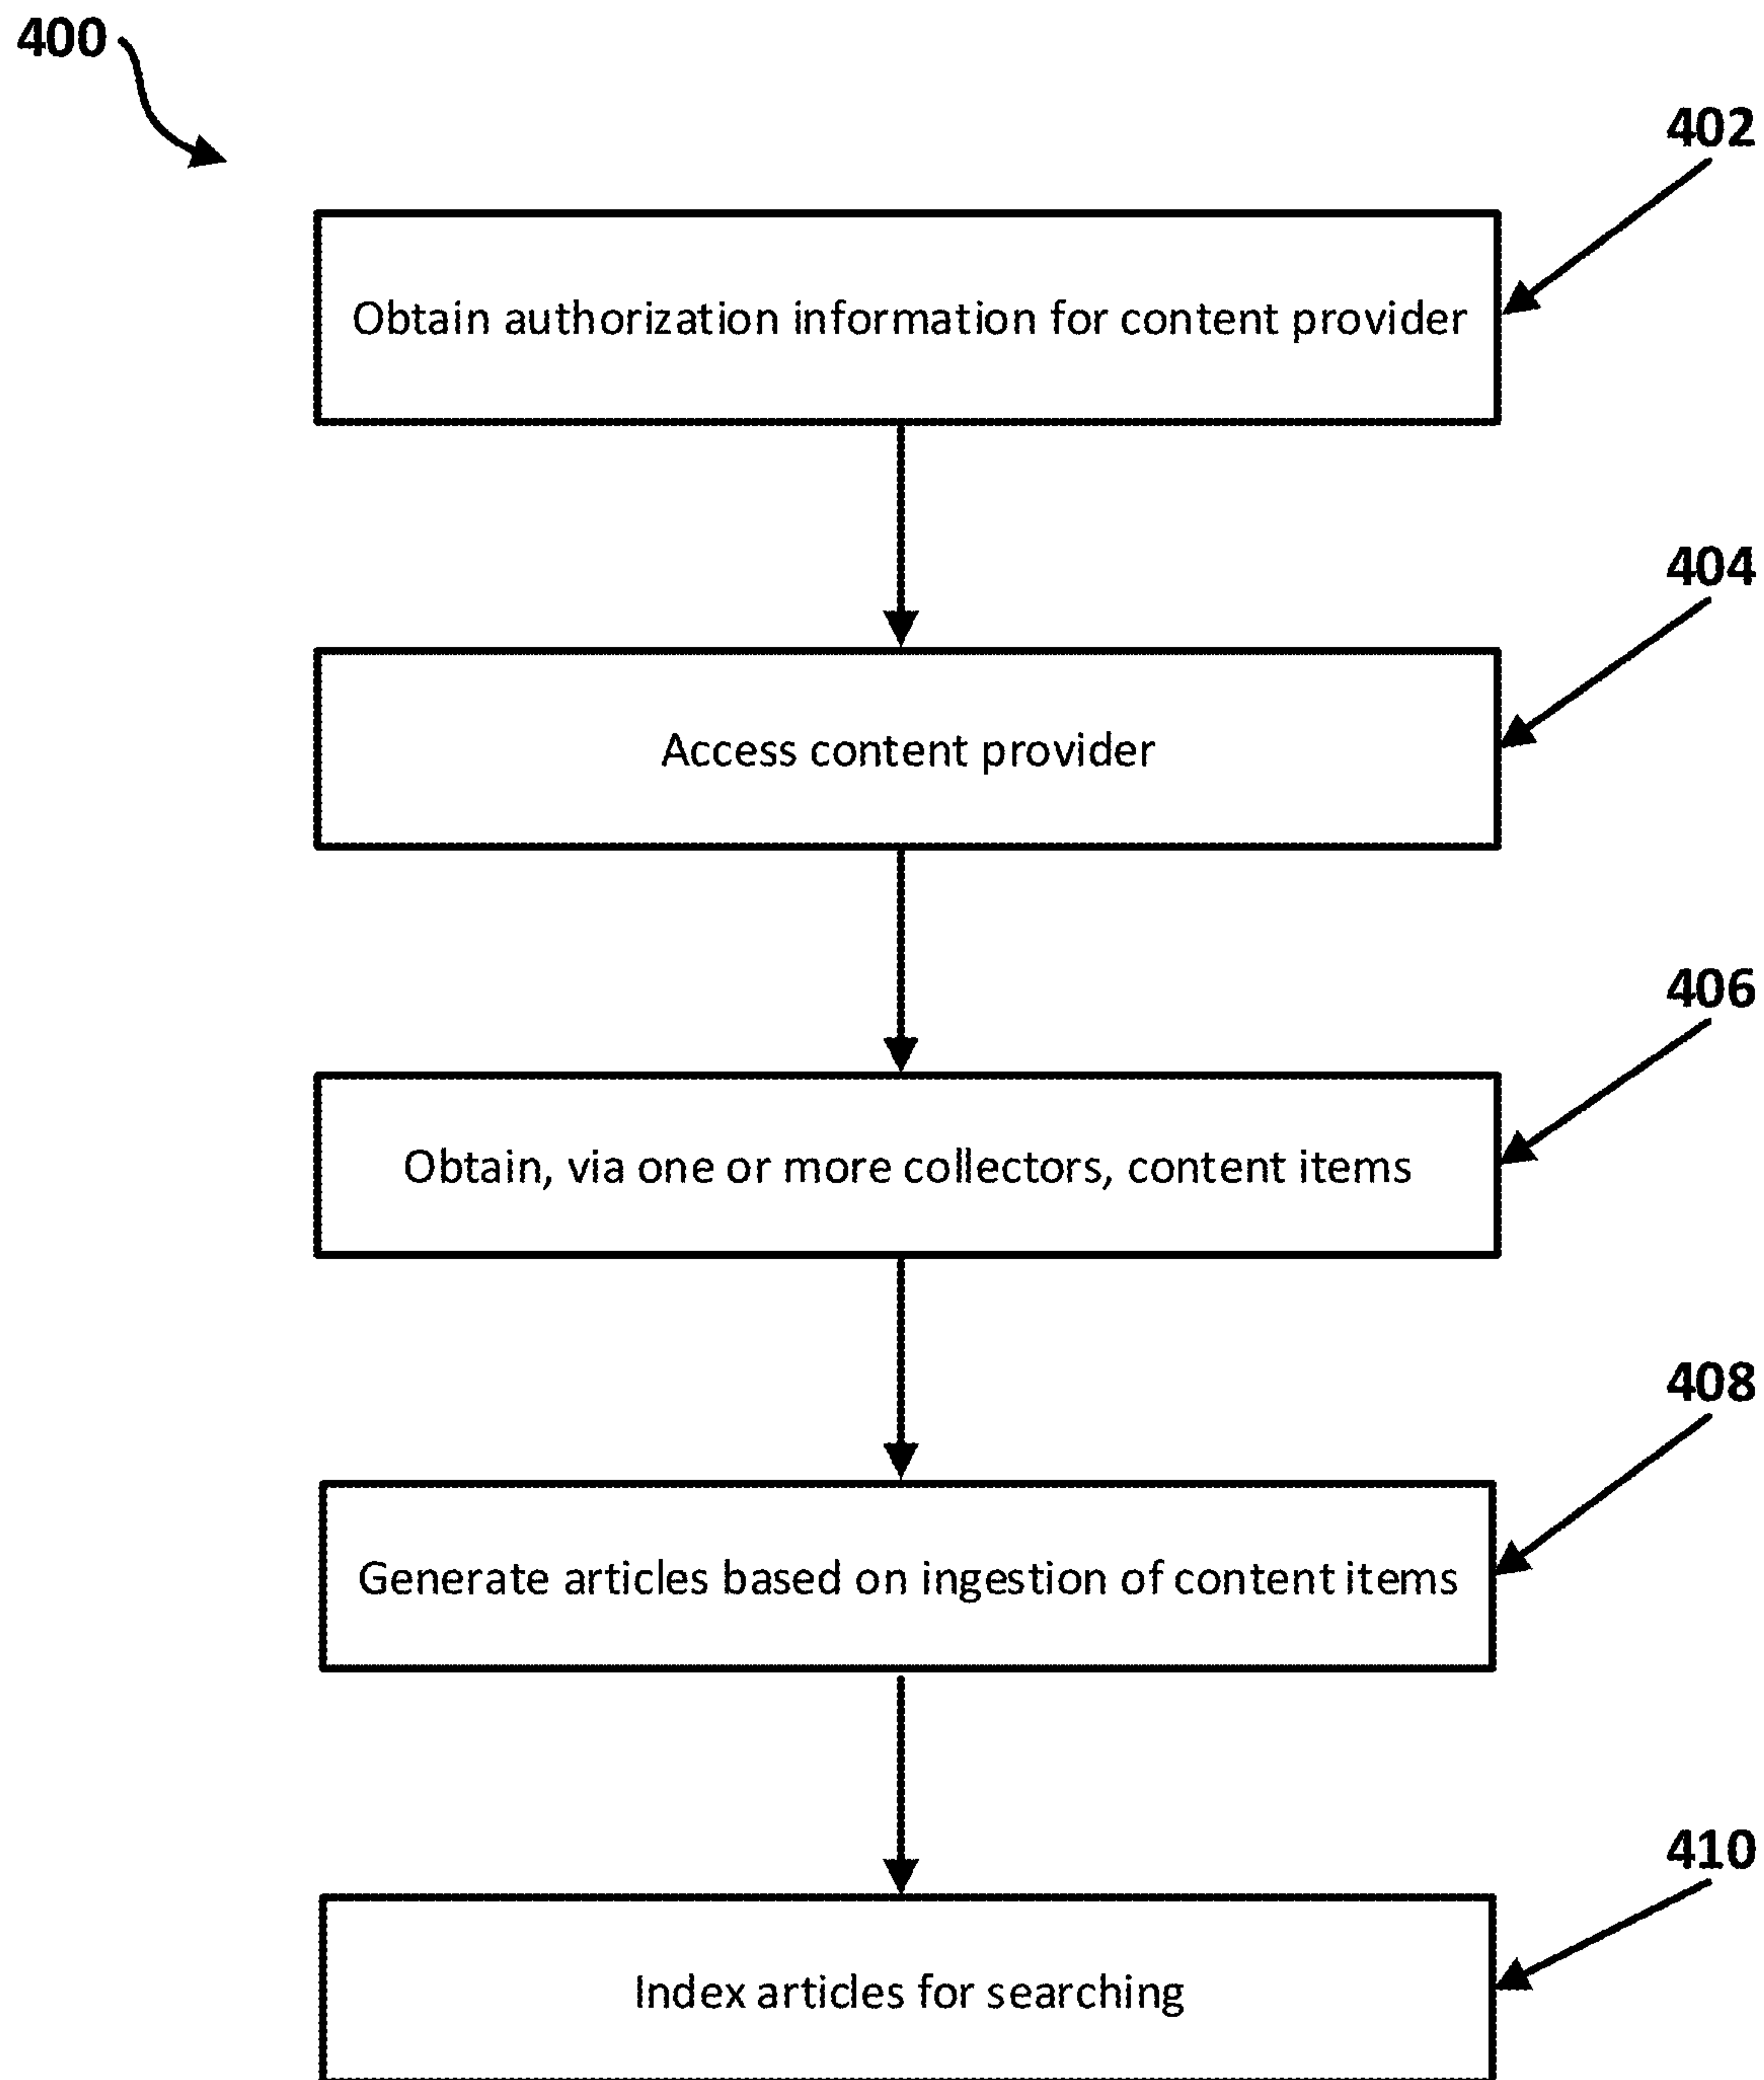 400
402
Obtain authorization information for content provider
404
Access content provider
406
Obtain, via one or more collectors, content items
408
Generate articles based on ingestion of content items
410
Index articles for searching